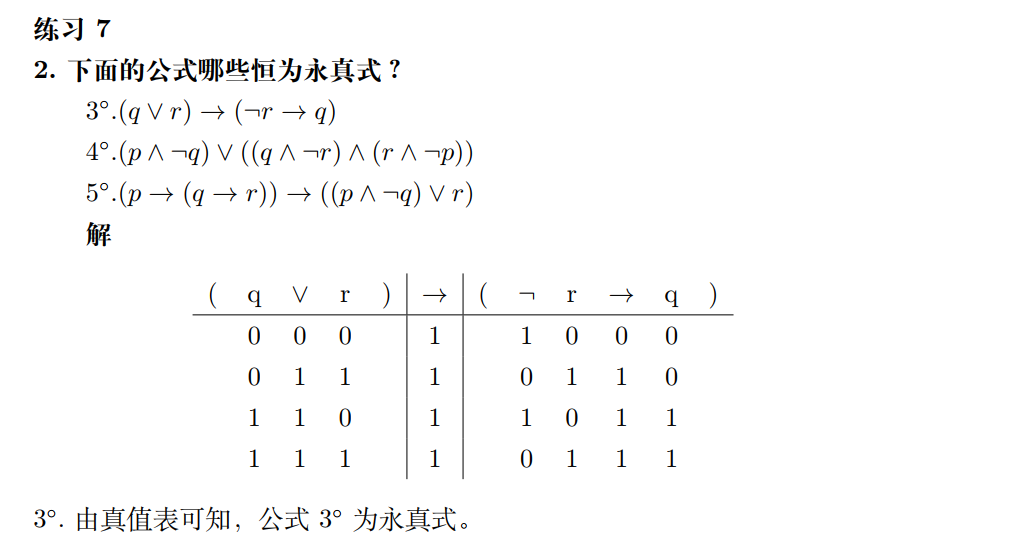 练习 7
2. 下面的公式哪些恒为永真式？
3°.(q ∨ r) → (¬r → q)
4°.(p ∧ ¬q) ∨ ((q ∧ ¬r) ∧ (r ∧ ¬p))
5°.(p → (q → r)) → ((p ∧ ¬q) ∨ r)
解
( q ∨ r ) → ( ¬ r → q )
0 0 0 1 1 0 0 0
0 1 1 1 0 1 1 0
1 1 0 1 1 0 1 1
1 1 1 1 0 1 1 1
3°. 由真值表可知，公式 3° 为永真式。